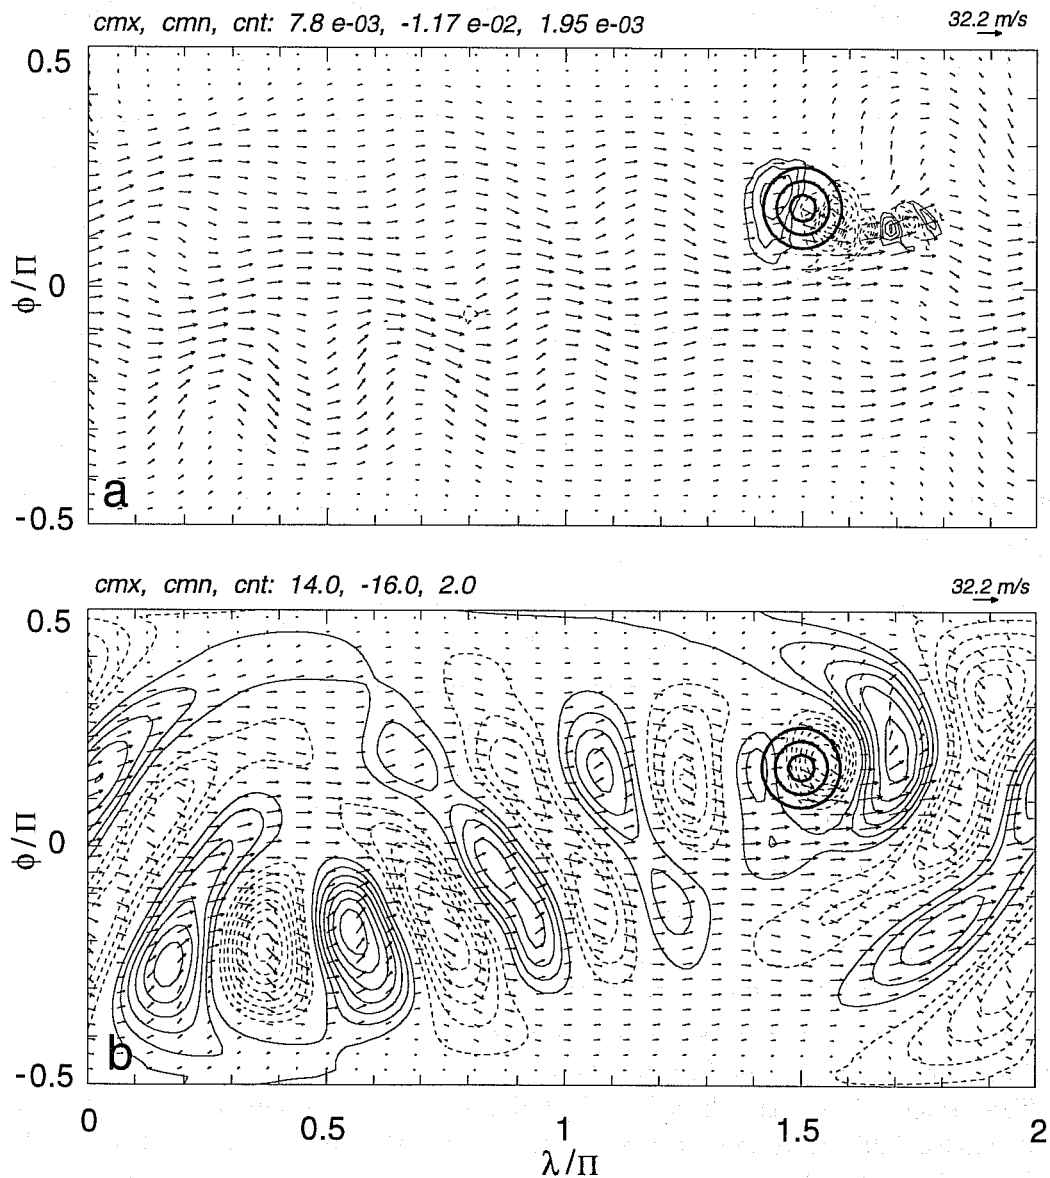 cmx, cmn, cnt: 7.8 e-03, -1.17 e-02, 1.95 e-03
32.2 m/s
0.5
0
-0.5
ϕ/Π
a
cmx, cmn, cnt: 14.0, -16.0, 2.0
32.2 m/s
0.5
0
-0.5
ϕ/Π
b
0
0.5
1
1.5
2
λ/Π